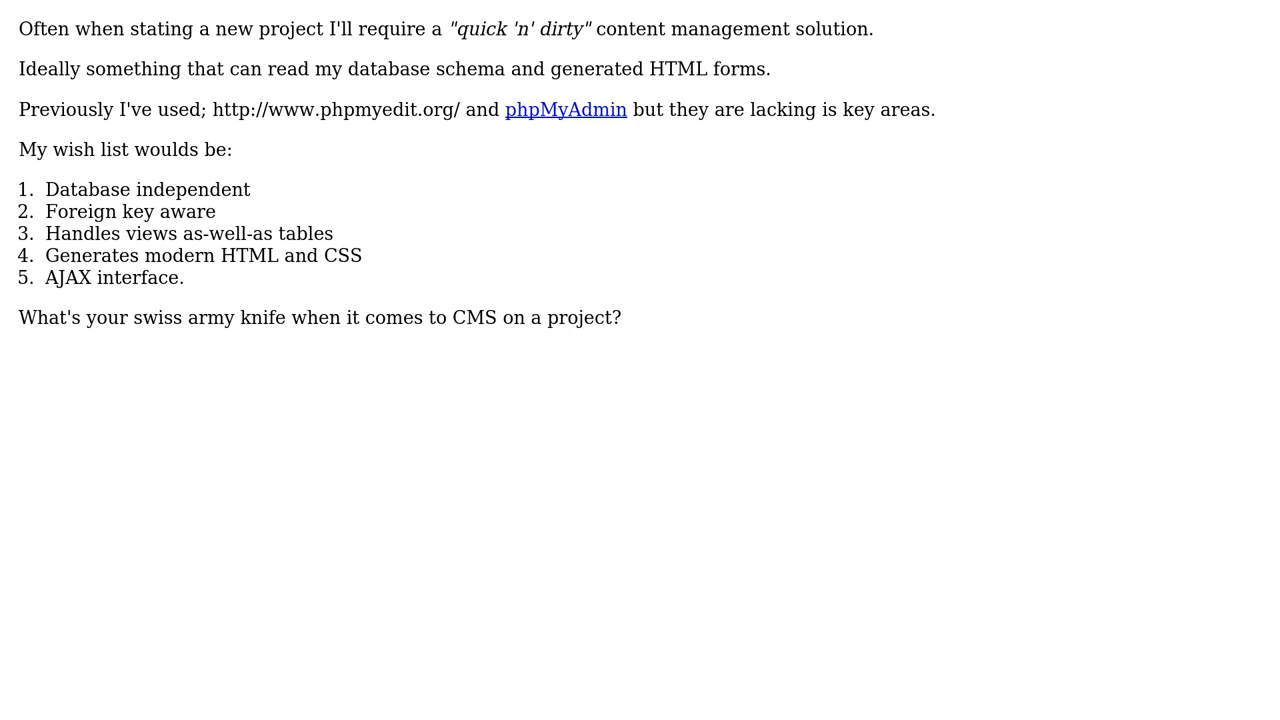 Often when stating a new project I'll require a "quick 'n' dirty" content management solution.
Ideally something that can read my database schema and generated HTML forms.
Previously I've used; http://www.phpmyedit.org/ and phpMyAdmin but they are lacking is key areas.
My wish list woulds be:
1. Database independent
2. Foreign key aware
3. Handles views as-well-as tables
4. Generates modern HTML and CSS
5. AJAX interface.
What's your swiss army knife when it comes to CMS on a project?